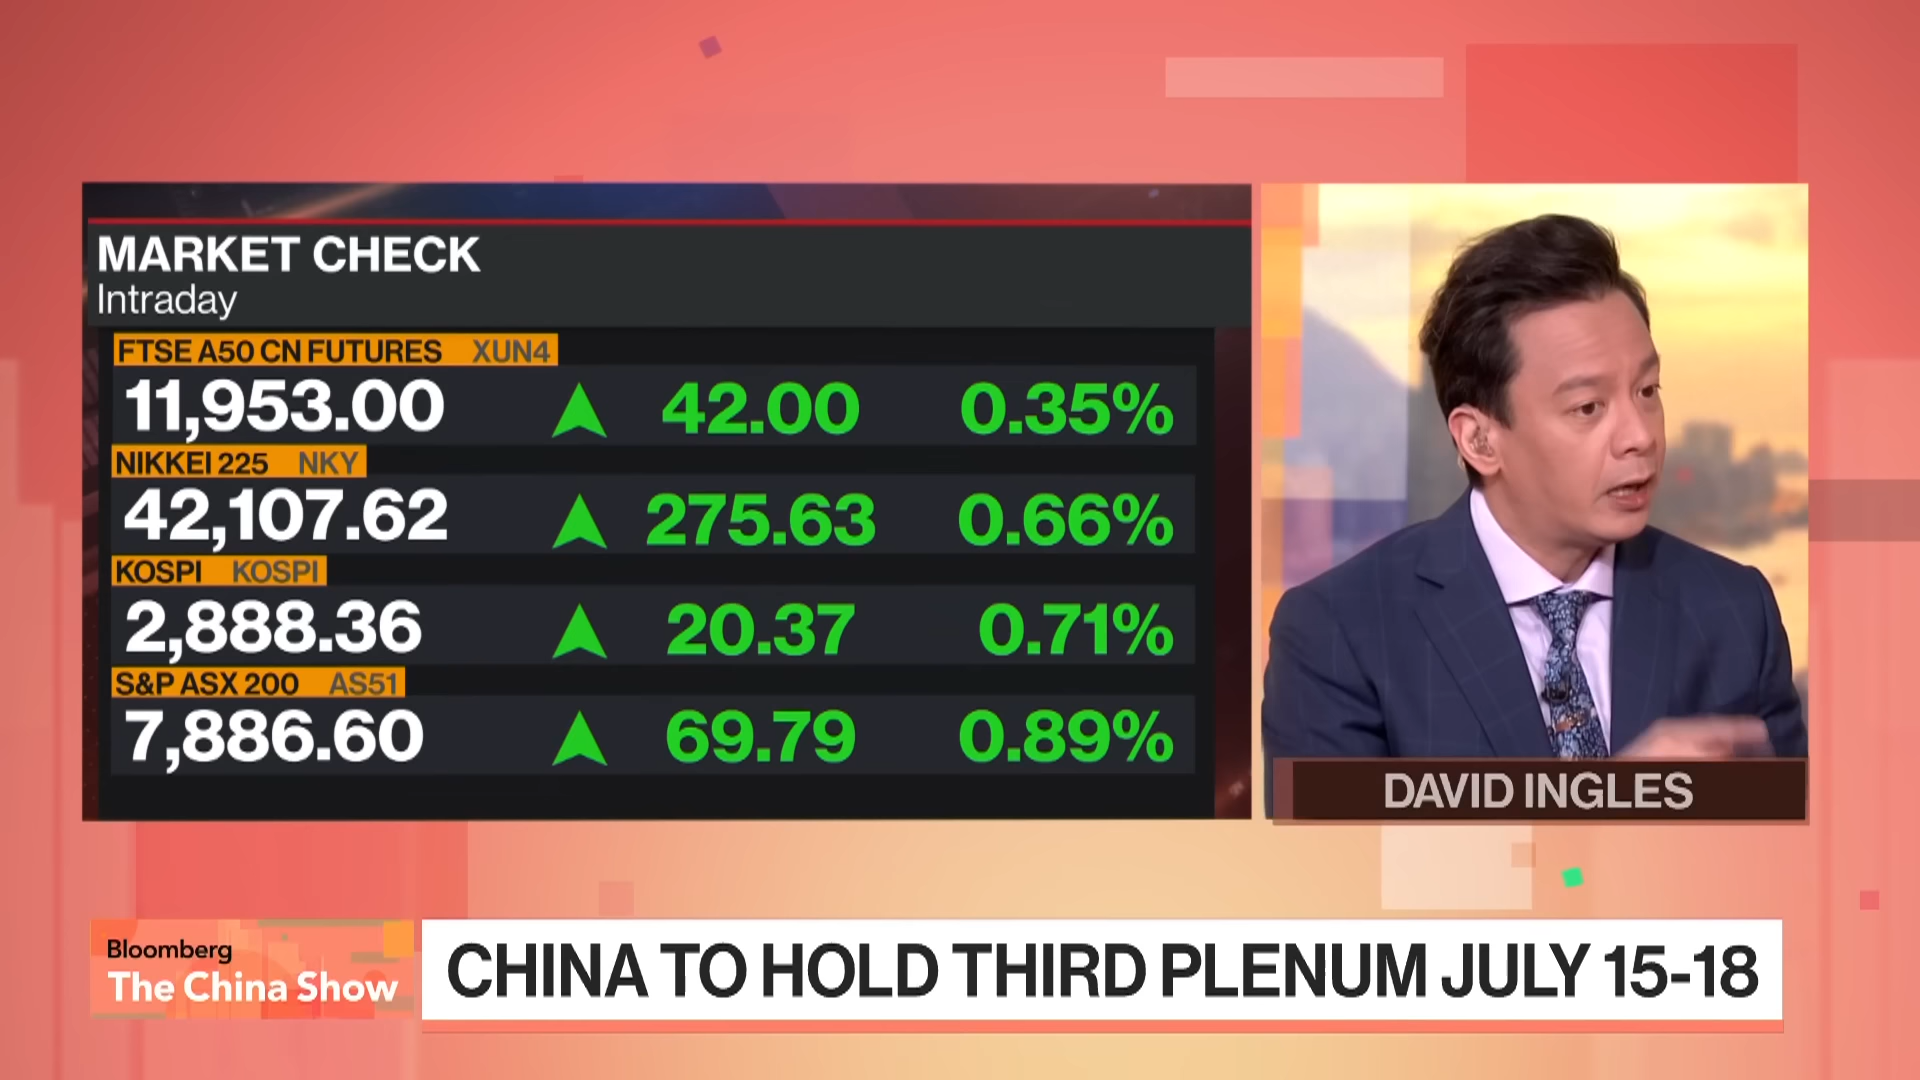 MARKET CHECK
Intraday
FTSE A50 CN FUTURES XUN4
11,953.00 42.00 0.35%
NIKKEI 225 NKY
42,107.62 275.63 0.66%
KOSPI KOSPI
2,888.36 20.37 0.71%
S&P ASX 200 AS51
7,886.60 69.79 0.89%
DAVID INGLES
Bloomberg
The China Show
CHINA TO HOLD THIRD PLENUM JULY 15-18